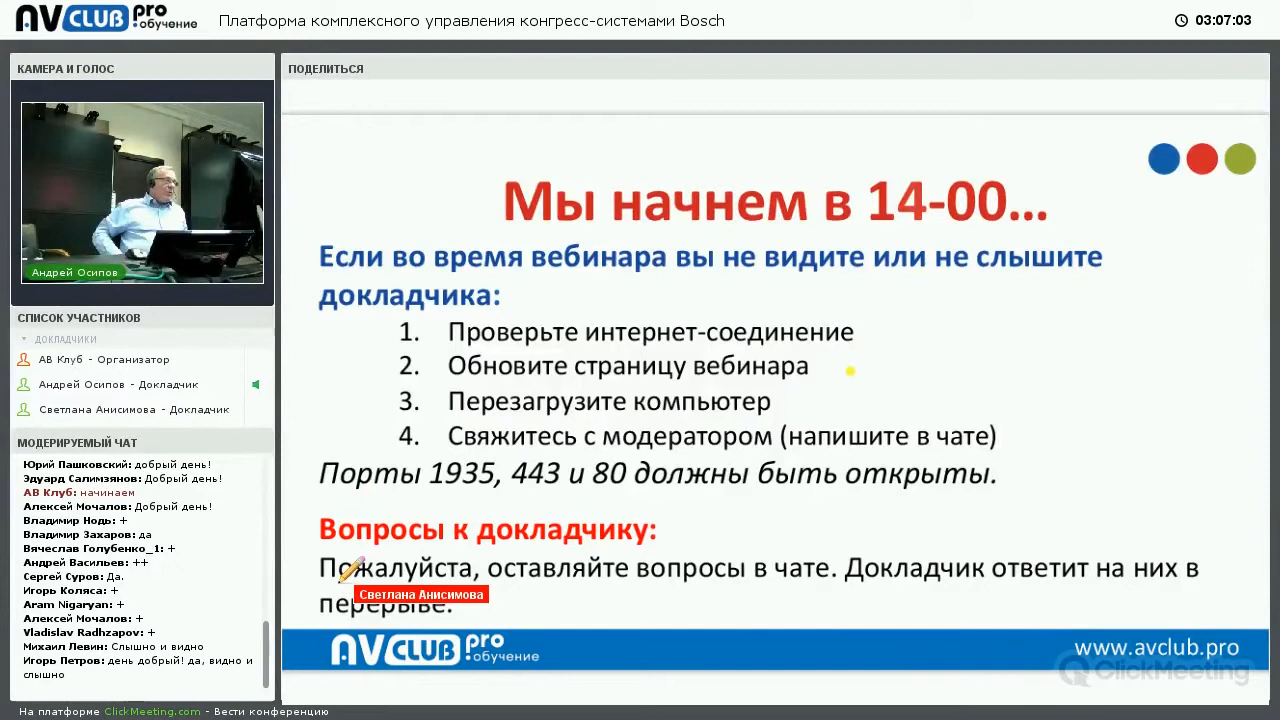 AVCLUB pro обучение
Платформа комплексного управления конгресс-системами Bosch
03:07:03
КАМЕРА И ГОЛОС
Андрей Осипов
СПИСОК УЧАСТНИКОВ
ДОКЛАДЧИКИ
АВ Клуб - Организатор
Андрей Осипов - Докладчик
Светлана Анисимова - Докладчик
МОДЕРИРУЕМЫЙ ЧАТ
Юрий Пашковский: добрый день!
Эдуард Салимзянов: Добрый день!
АВ Клуб: начинаем
Алексей Мочалов: Добрый день!
Владимир Нодь: +
Владимир Захаров: да
Вячеслав Голубенко_1: +
Андрей Васильев: ++
Сергей Суров: Да.
Игорь Коляса: +
Aram Nigaryan: +
Алексей Мочалов: +
Vladislav Radhzapov: +
Михаил Левин: Слышно и видно
Игорь Петров: день добрый! да, видно и
слышно
ПОДЕЛИТЬСЯ
Мы начнем в 14-00...
Если во время вебинара вы не видите или не слышите
докладчика:
1. Проверьте интернет-соединение
2. Обновите страницу вебинара
3. Перезагрузите компьютер
4. Свяжитесь с модератором (напишите в чате)
Порты 1935, 443 и 80 должны быть открыты.
Вопросы к докладчику:
Пожалуйста, оставляйте вопросы в чате. Докладчик ответит на них в
перерыве.
Светлана Анисимова
AVCLUB pro обучение
www.avclub.pro
ClickMeeting
На платформе ClickMeeting.com - Вести конференцию